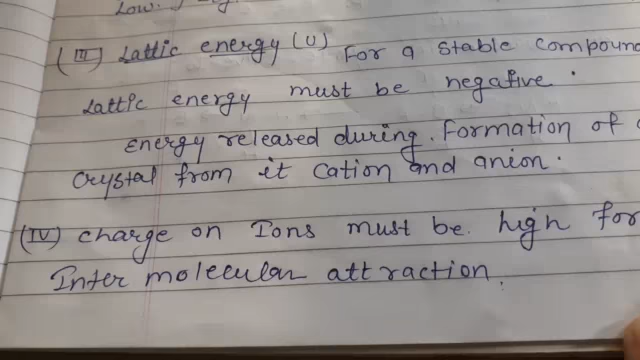 Low.
(III) Lattic energy (U) For a stable compound
Lattic energy must be negative.
energy released during. Formation of
crystal from it cation and anion.
(IV) charge on Ions must be. high for
Inter molecular attraction.